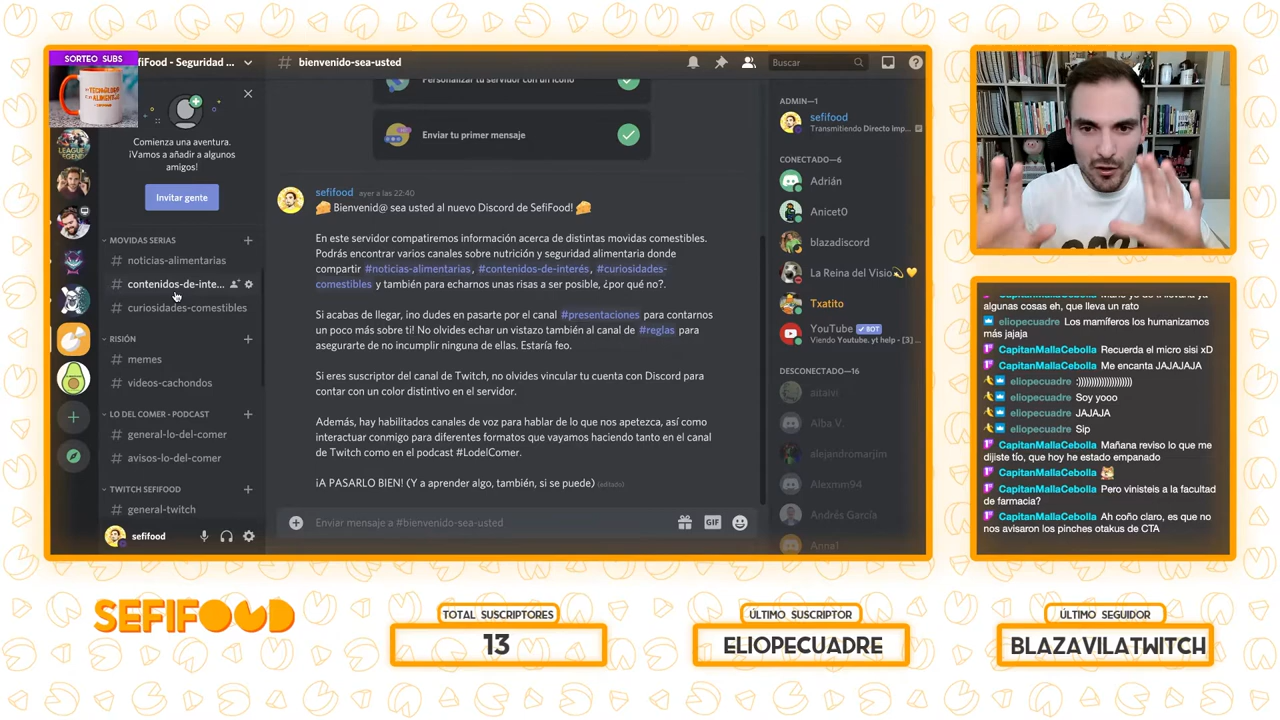 SORTEO SUBS
fiFood - Seguridad ...
Comienza una aventura.
¡Vamos a añadir a algunos
amigos!
Invitar gente
MOVIDAS SERIAS
# noticias-alimentarias
# contenidos-de-inte...
# curiosidades-comestibles
RISIÓN
# memes
# videos-cachondos
LO DEL COMER - PODCAST
# general-lo-del-comer
# avisos-lo-del-comer
TWITCH SEFIFOOD
# general-twitch
sefifood
# bienvenido-sea-usted
Buscar
Personalizar tu servidor con un icono
Enviar tu primer mensaje
sefifood ayer a las 22:40
Bienvenid@ sea usted al nuevo Discord de SefiFood!
En este servidor compatiremos información acerca de distintas movidas comestibles.
Podrás encontrar varios canales sobre nutrición y seguridad alimentaria donde
compartir #noticias-alimentarias, #contenidos-de-interés, #curiosidades-
comestibles y también para echarnos unas risas a ser posible, ¿por qué no?.
Si acabas de llegar, ¡no dudes en pasarte por el canal #presentaciones para contarnos
un poco más sobre ti! No olvides echar un vistazo también al canal de #reglas para
asegurarte de no incumplir ninguna de ellas. Estaría feo.
Si eres suscriptor del canal de Twitch, no olvides vincular tu cuenta con Discord para
contar con un color distintivo en el servidor.
Además, hay habilitados canales de voz para hablar de lo que nos apetezca, así como
interactuar conmigo para diferentes formatos que vayamos haciendo tanto en el canal
de Twitch como en el podcast #LodelComer.
¡A PASARLO BIEN! (Y a aprender algo, también, si se puede) (editado)
Enviar mensaje a #bienvenido-sea-usted
GIF
ADMIN—1
sefifood
Transmitiendo Directo Imp...
CONECTADO—6
Adrián
Anicet0
blazadiscord
La Reina del Visio
Txatito
YouTube BOT
Viendo Youtube. yt help - [3]...
DESCONECTADO—16
Alba.V.
alejandromarjim
Alexmm94
Andrés García
Anna1
algunas cosas eh, que lleva un rato
eliopecuadre Los mamíferos los humanizamos
más jajaja
CapitanMallaCebolla Recuerda el micro sisi xD
CapitanMallaCebolla Me encanta JAJAJAJA
eliopecuadre Soy yooo
eliopecuadre JAJAJA
eliopecuadre Sip
CapitanMallaCebolla Mañana reviso lo que me
dijiste tío, que hoy he estado empanado
CapitanMallaCebolla
CapitanMallaCebolla Pero vinisteis a la facultad
de farmacia?
CapitanMallaCebolla Ah coño claro, es que no
nos avisaron los pinches otakus de CTA
SEFIFOOD
TOTAL SUSCRIPTORES
13
ÚLTIMO SUSCRIPTOR
ELIOPECUADRE
ÚLTIMO SEGUIDOR
BLAZAVILATWITCH